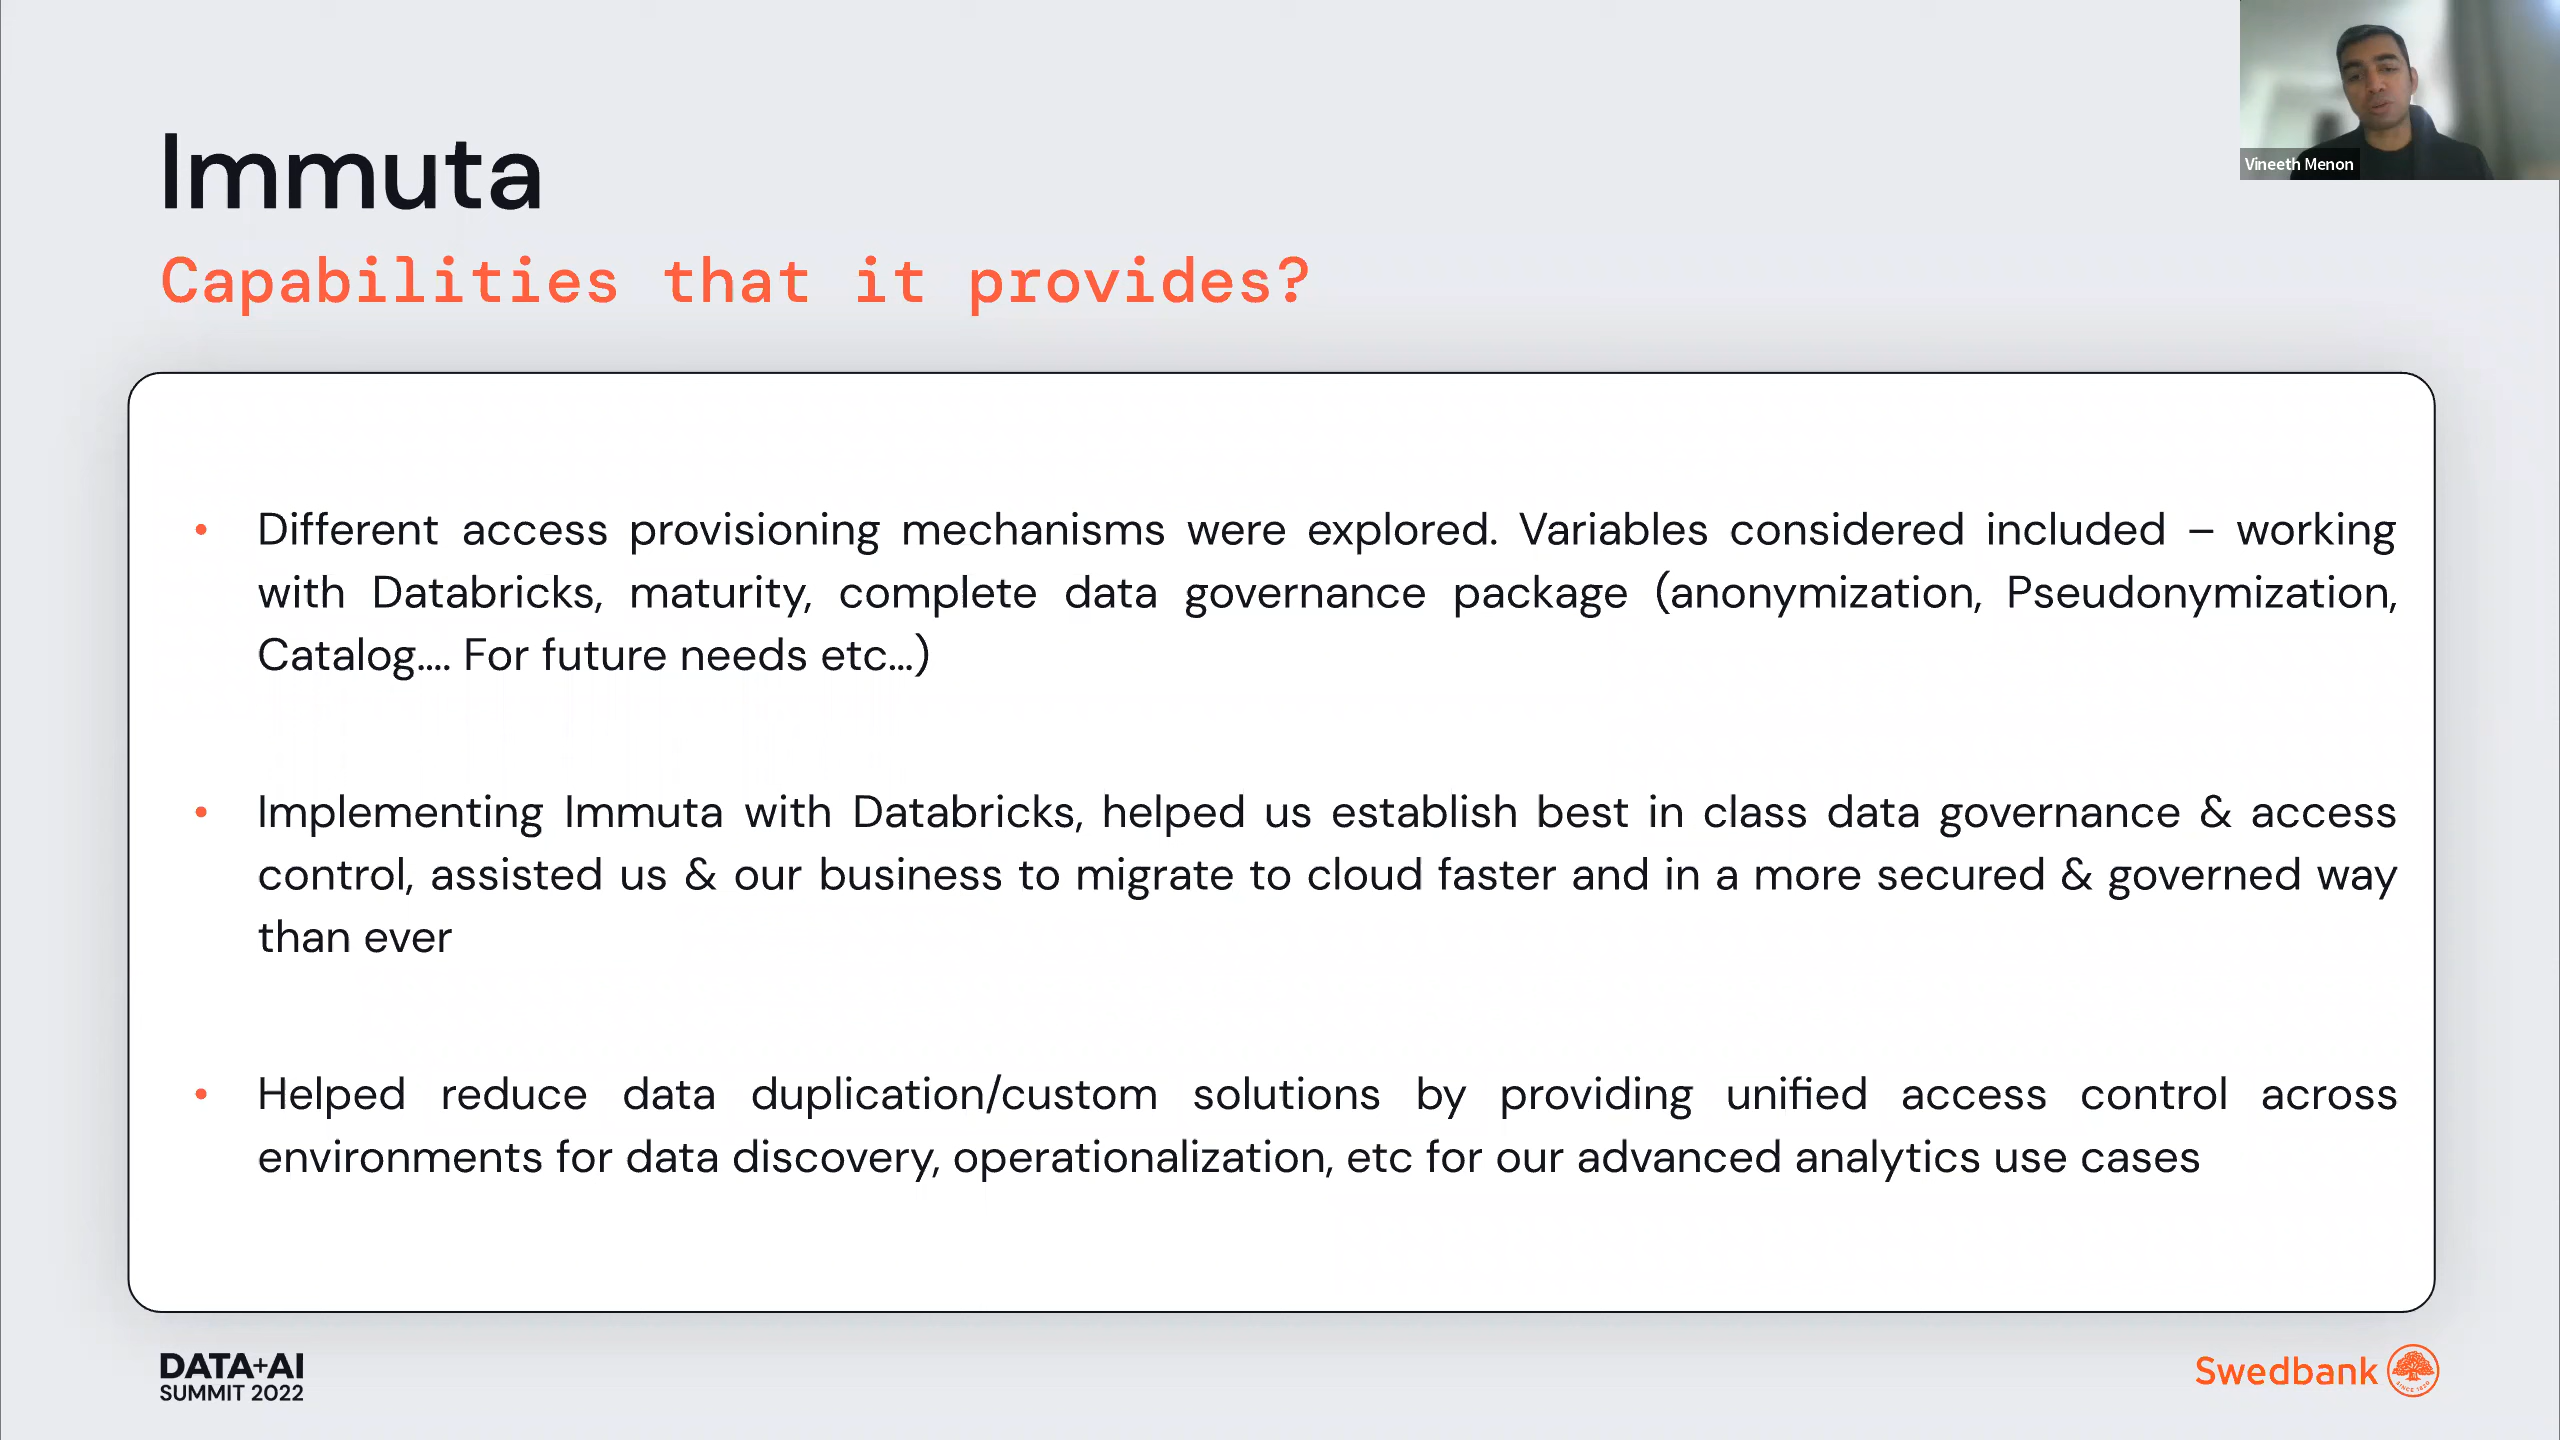 Vineeth Menon
Immuta
Capabilities that it provides?
• Different access provisioning mechanisms were explored. Variables considered included – working
with Databricks, maturity, complete data governance package (anonymization, Pseudonymization,
Catalog.... For future needs etc...)
• Implementing Immuta with Databricks, helped us establish best in class data governance & access
control, assisted us & our business to migrate to cloud faster and in a more secured & governed way
than ever
• Helped reduce data duplication/custom solutions by providing unified access control across
environments for data discovery, operationalization, etc for our advanced analytics use cases
DATA+AI
SUMMIT 2022
Swedbank
SINCE 1820